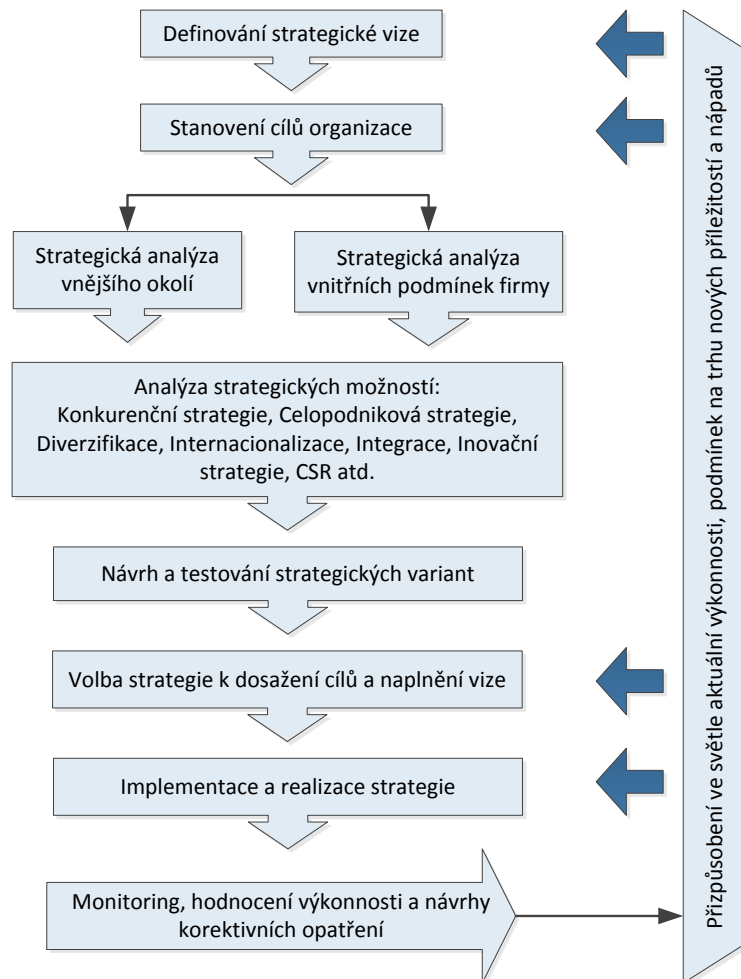 Definování strategické vize
Stanovení cílů organizace
Strategická analýza
vnějšího okolí
Strategická analýza
vnitřních podmínek firmy
Analýza strategických možností:
Konkurenční strategie, Celopodniková strategie,
Diverzifikace, Internacionalizace, Integrace, Inovační
strategie, CSR atd.
Návrh a testování strategických variant
Volba strategie k dosažení cílů a naplnění vize
Implementace a realizace strategie
Monitoring, hodnocení výkonnosti a návrhy
korektivních opatření
Přizpůsobení ve světle aktuální výkonnosti, podmínek na trhu nových příležitostí a nápadů